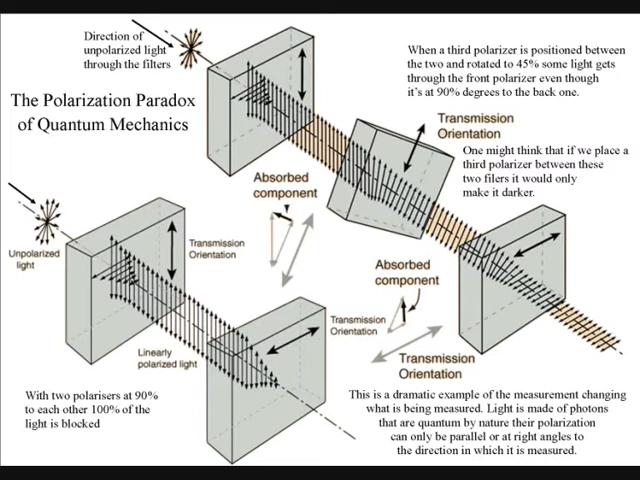 Direction of
unpolarized light
through the filters
When a third polarizer is positioned between
the two and rotated to 45% some light gets
through the front polarizer even though
it's at 90% degrees to the back one.
The Polarization Paradox
of Quantum Mechanics
Transmission
Orientation
One might think that if we place a
third polarizer between these
two filers it would only
make it darker.
Absorbed
component
Unpolarized
light
Transmission
Orientation
Absorbed
component
Transmission
Orientation
Linearly
polarized light
Transmission
Orientation
With two polarisers at 90%
to each other 100% of the
light is blocked
This is a dramatic example of the measurement changing
what is being measured. Light is made of photons
that are quantum by nature their polarization
can only be parallel or at right angles to
the direction in which it is measured.